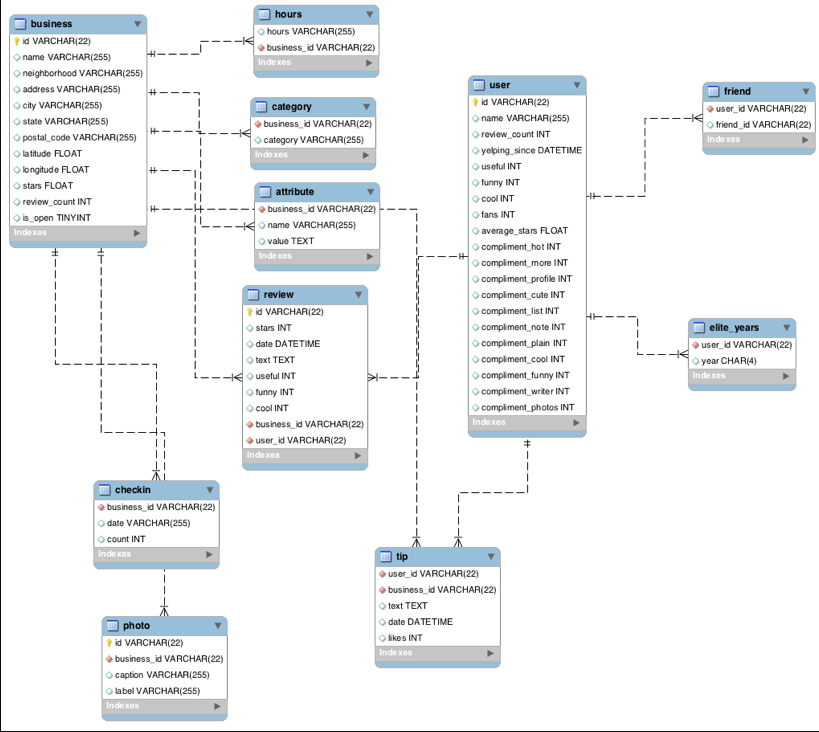 business
id VARCHAR(22)
name VARCHAR(255)
neighborhood VARCHAR(255)
address VARCHAR(255)
city VARCHAR(255)
state VARCHAR(255)
postal_code VARCHAR(255)
latitude FLOAT
longitude FLOAT
stars FLOAT
review_count INT
is_open TINYINT
Indexes
hours
hours VARCHAR(255)
business_id VARCHAR(22)
Indexes
category
business_id VARCHAR(22)
category VARCHAR(255)
Indexes
attribute
business_id VARCHAR(22)
name VARCHAR(255)
value TEXT
Indexes
review
id VARCHAR(22)
stars INT
date DATETIME
text TEXT
useful INT
funny INT
cool INT
business_id VARCHAR(22)
user_id VARCHAR(22)
Indexes
user
id VARCHAR(22)
name VARCHAR(255)
review_count INT
yelping_since DATETIME
useful INT
funny INT
cool INT
fans INT
average_stars FLOAT
compliment_hot INT
compliment_more INT
compliment_profile INT
compliment_cute INT
compliment_list INT
compliment_note INT
compliment_plain INT
compliment_cool INT
compliment_funny INT
compliment_writer INT
compliment_photos INT
Indexes
friend
user_id VARCHAR(22)
friend_id VARCHAR(22)
Indexes
elite_years
user_id VARCHAR(22)
year CHAR(4)
Indexes
checkin
business_id VARCHAR(22)
date VARCHAR(255)
count INT
Indexes
photo
id VARCHAR(22)
business_id VARCHAR(22)
caption VARCHAR(255)
label VARCHAR(255)
Indexes
tip
user_id VARCHAR(22)
business_id VARCHAR(22)
text TEXT
date DATETIME
likes INT
Indexes